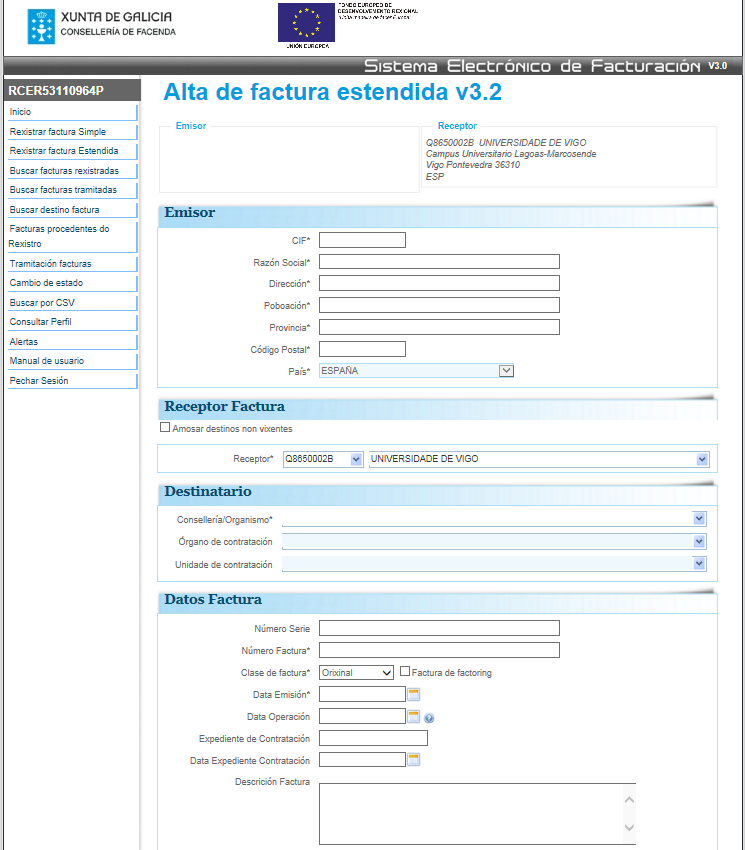 XUNTA DE GALICIA
CONSELLERÍA DE FACENDA
FONDO EUROPEO DE
DESENVOLVEMENTO REXIONAL
UNIÓN EUROPEA
Sistema Electrónico de Facturación V3.0
RCER53110964P
Inicio
Rexistrar factura Simple
Rexistrar factura Estendida
Buscar facturas rexistradas
Buscar facturas tramitadas
Buscar destino factura
Facturas procedentes do
Rexistro
Tramitación facturas
Cambio de estado
Buscar por CSV
Consultar Perfil
Alertas
Manual de usuario
Pechar Sesión
Alta de factura estendida v3.2
Emisor
Receptor
Q8650002B UNIVERSIDADE DE VIGO
Campus Universitario Lagoas-Marcosende
Vigo Pontevedra 36310
ESP
Emisor
CIF*
Razón Social*
Dirección*
Poboación*
Provincia*
Código Postal*
País* ESPAÑA
Receptor Factura
Amosar destinos non vixentes
Receptor* Q8650002B UNIVERSIDADE DE VIGO
Destinatario
Consellería/Organismo*
Órgano de contratación
Unidade de contratación
Datos Factura
Número Serie
Número Factura*
Clase de factura* Orixinal Factura de factoring
Data Emisión*
Data Operación
Expediente de Contratación
Data Expediente Contratación
Descrición Factura